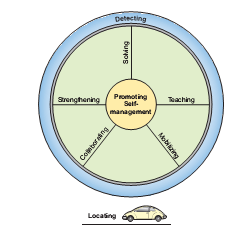 Detecting
Solving
Strengthening
Promoting
Self-
management
Teaching
Collaborating
Mobilizing
Locating